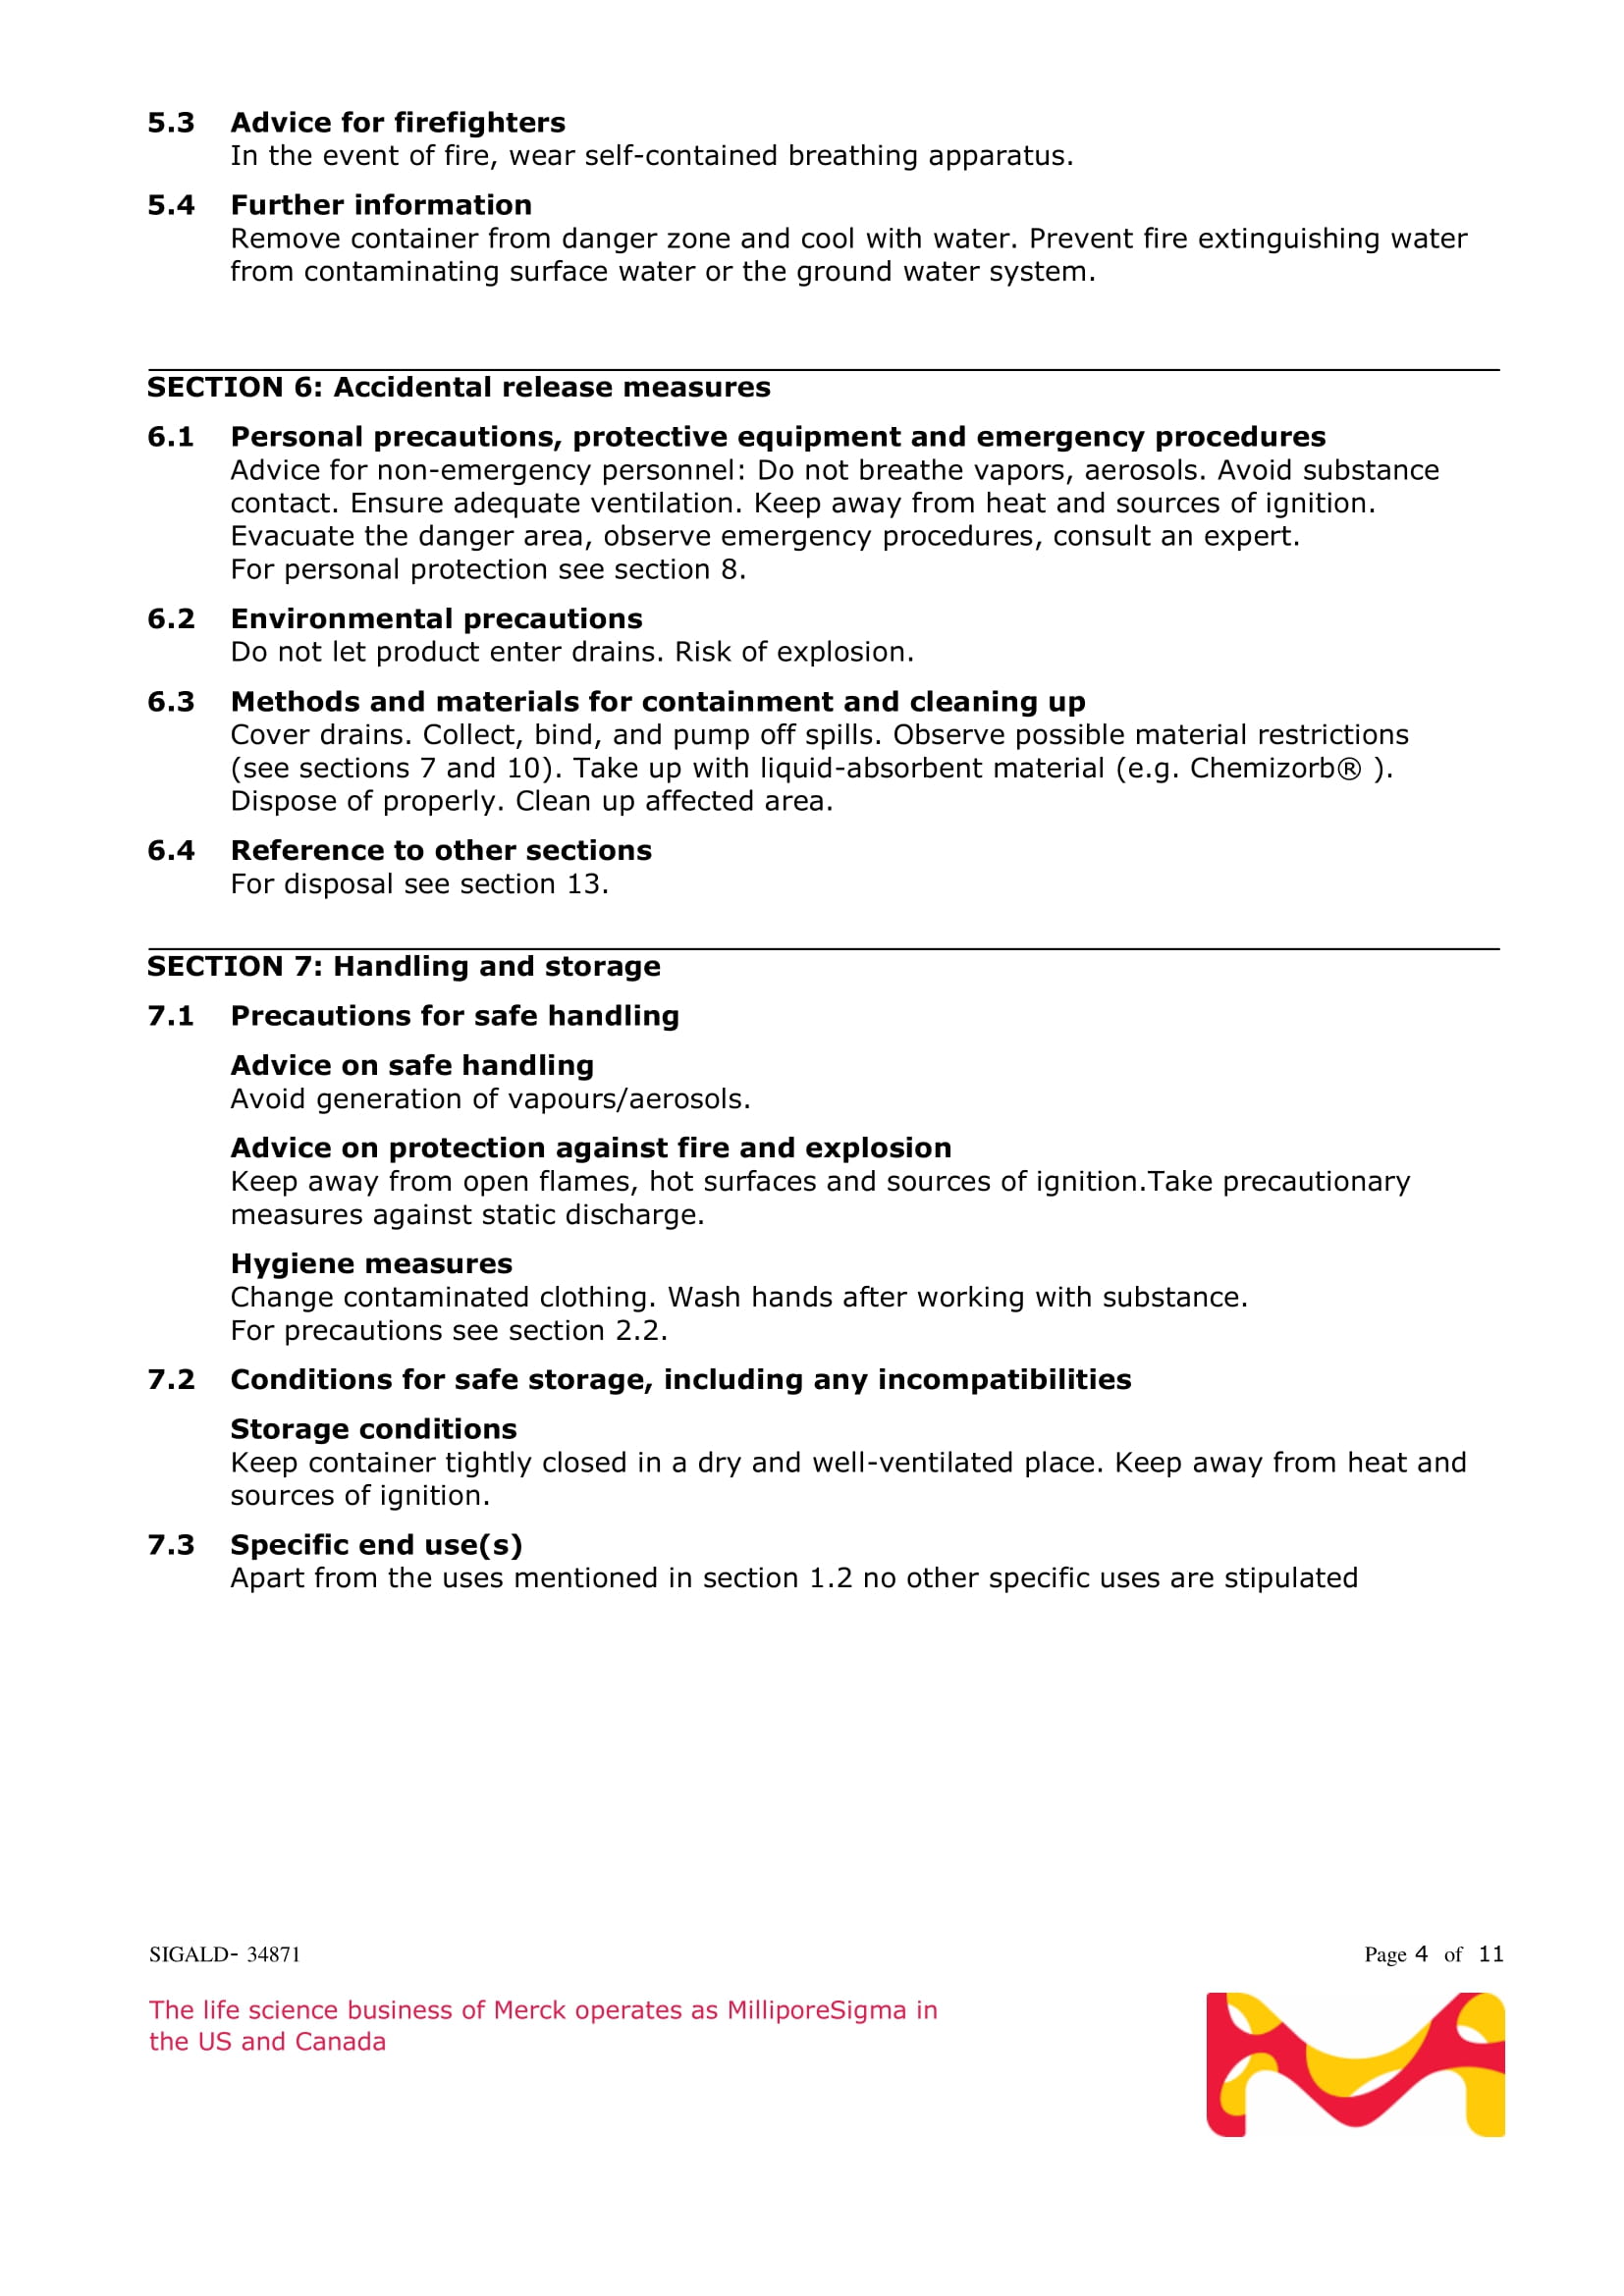 5.3 Advice for firefighters
In the event of fire, wear self-contained breathing apparatus.
5.4 Further information
Remove container from danger zone and cool with water. Prevent fire extinguishing water
from contaminating surface water or the ground water system.
SECTION 6: Accidental release measures
6.1 Personal precautions, protective equipment and emergency procedures
Advice for non-emergency personnel: Do not breathe vapors, aerosols. Avoid substance
contact. Ensure adequate ventilation. Keep away from heat and sources of ignition.
Evacuate the danger area, observe emergency procedures, consult an expert.
For personal protection see section 8.
6.2 Environmental precautions
Do not let product enter drains. Risk of explosion.
6.3 Methods and materials for containment and cleaning up
Cover drains. Collect, bind, and pump off spills. Observe possible material restrictions
(see sections 7 and 10). Take up with liquid-absorbent material (e.g. Chemizorb® ).
Dispose of properly. Clean up affected area.
6.4 Reference to other sections
For disposal see section 13.
SECTION 7: Handling and storage
7.1 Precautions for safe handling
Advice on safe handling
Avoid generation of vapours/aerosols.
Advice on protection against fire and explosion
Keep away from open flames, hot surfaces and sources of ignition.Take precautionary
measures against static discharge.
Hygiene measures
Change contaminated clothing. Wash hands after working with substance.
For precautions see section 2.2.
7.2 Conditions for safe storage, including any incompatibilities
Storage conditions
Keep container tightly closed in a dry and well-ventilated place. Keep away from heat and
sources of ignition.
7.3 Specific end use(s)
Apart from the uses mentioned in section 1.2 no other specific uses are stipulated
SIGALD- 34871 Page 4 of 11
The life science business of Merck operates as MilliporeSigma in
the US and Canada